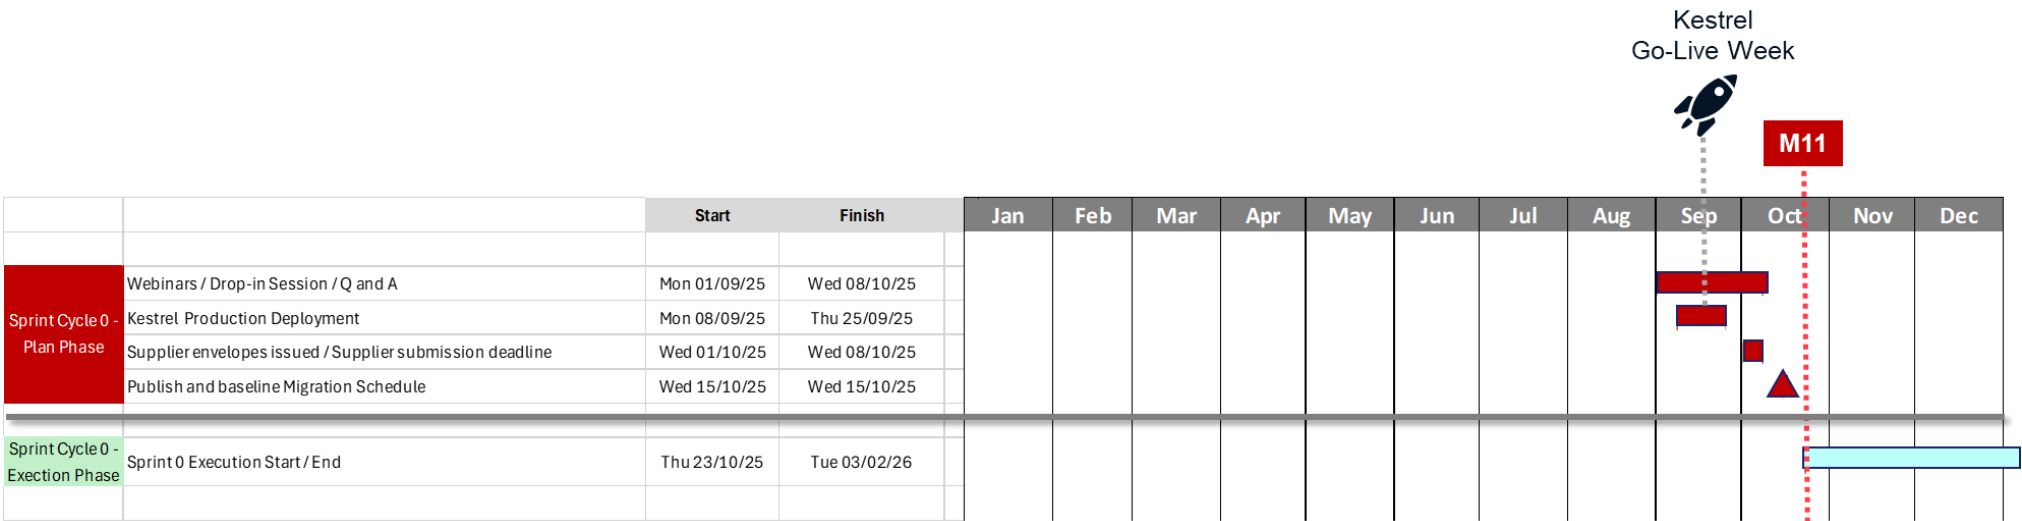 Kestrel
Go-Live Week
M11
Start Finish Jan Feb Mar Apr May Jun Jul Aug Sep Oct Nov Dec
Sprint Cycle 0 -
Plan Phase
Webinars / Drop-in Session / Q and A Mon 01/09/25 Wed 08/10/25
Kestrel Production Deployment Mon 08/09/25 Thu 25/09/25
Supplier envelopes issued / Supplier submission deadline Wed 01/10/25 Wed 08/10/25
Publish and baseline Migration Schedule Wed 15/10/25 Wed 15/10/25
Sprint Cycle 0 -
Exection Phase
Sprint 0 Execution Start / End Thu 23/10/25 Tue 03/02/26